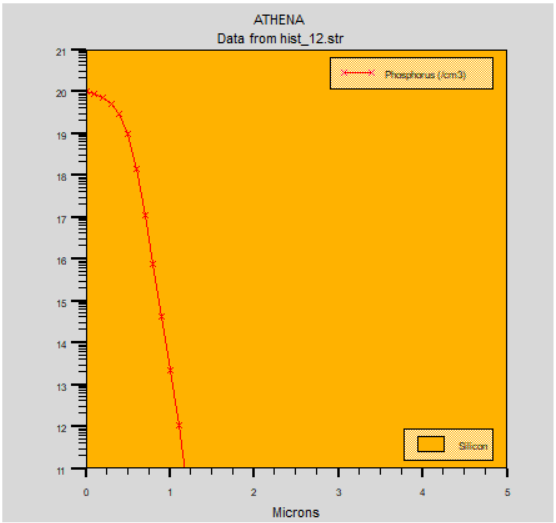 ATHENA
Data from hist_12.str
21
Phosphorus (/cm3)
20
19
18
17
16
15
14
13
12
Silicon
11
0 1 2 3 4 5
Microns